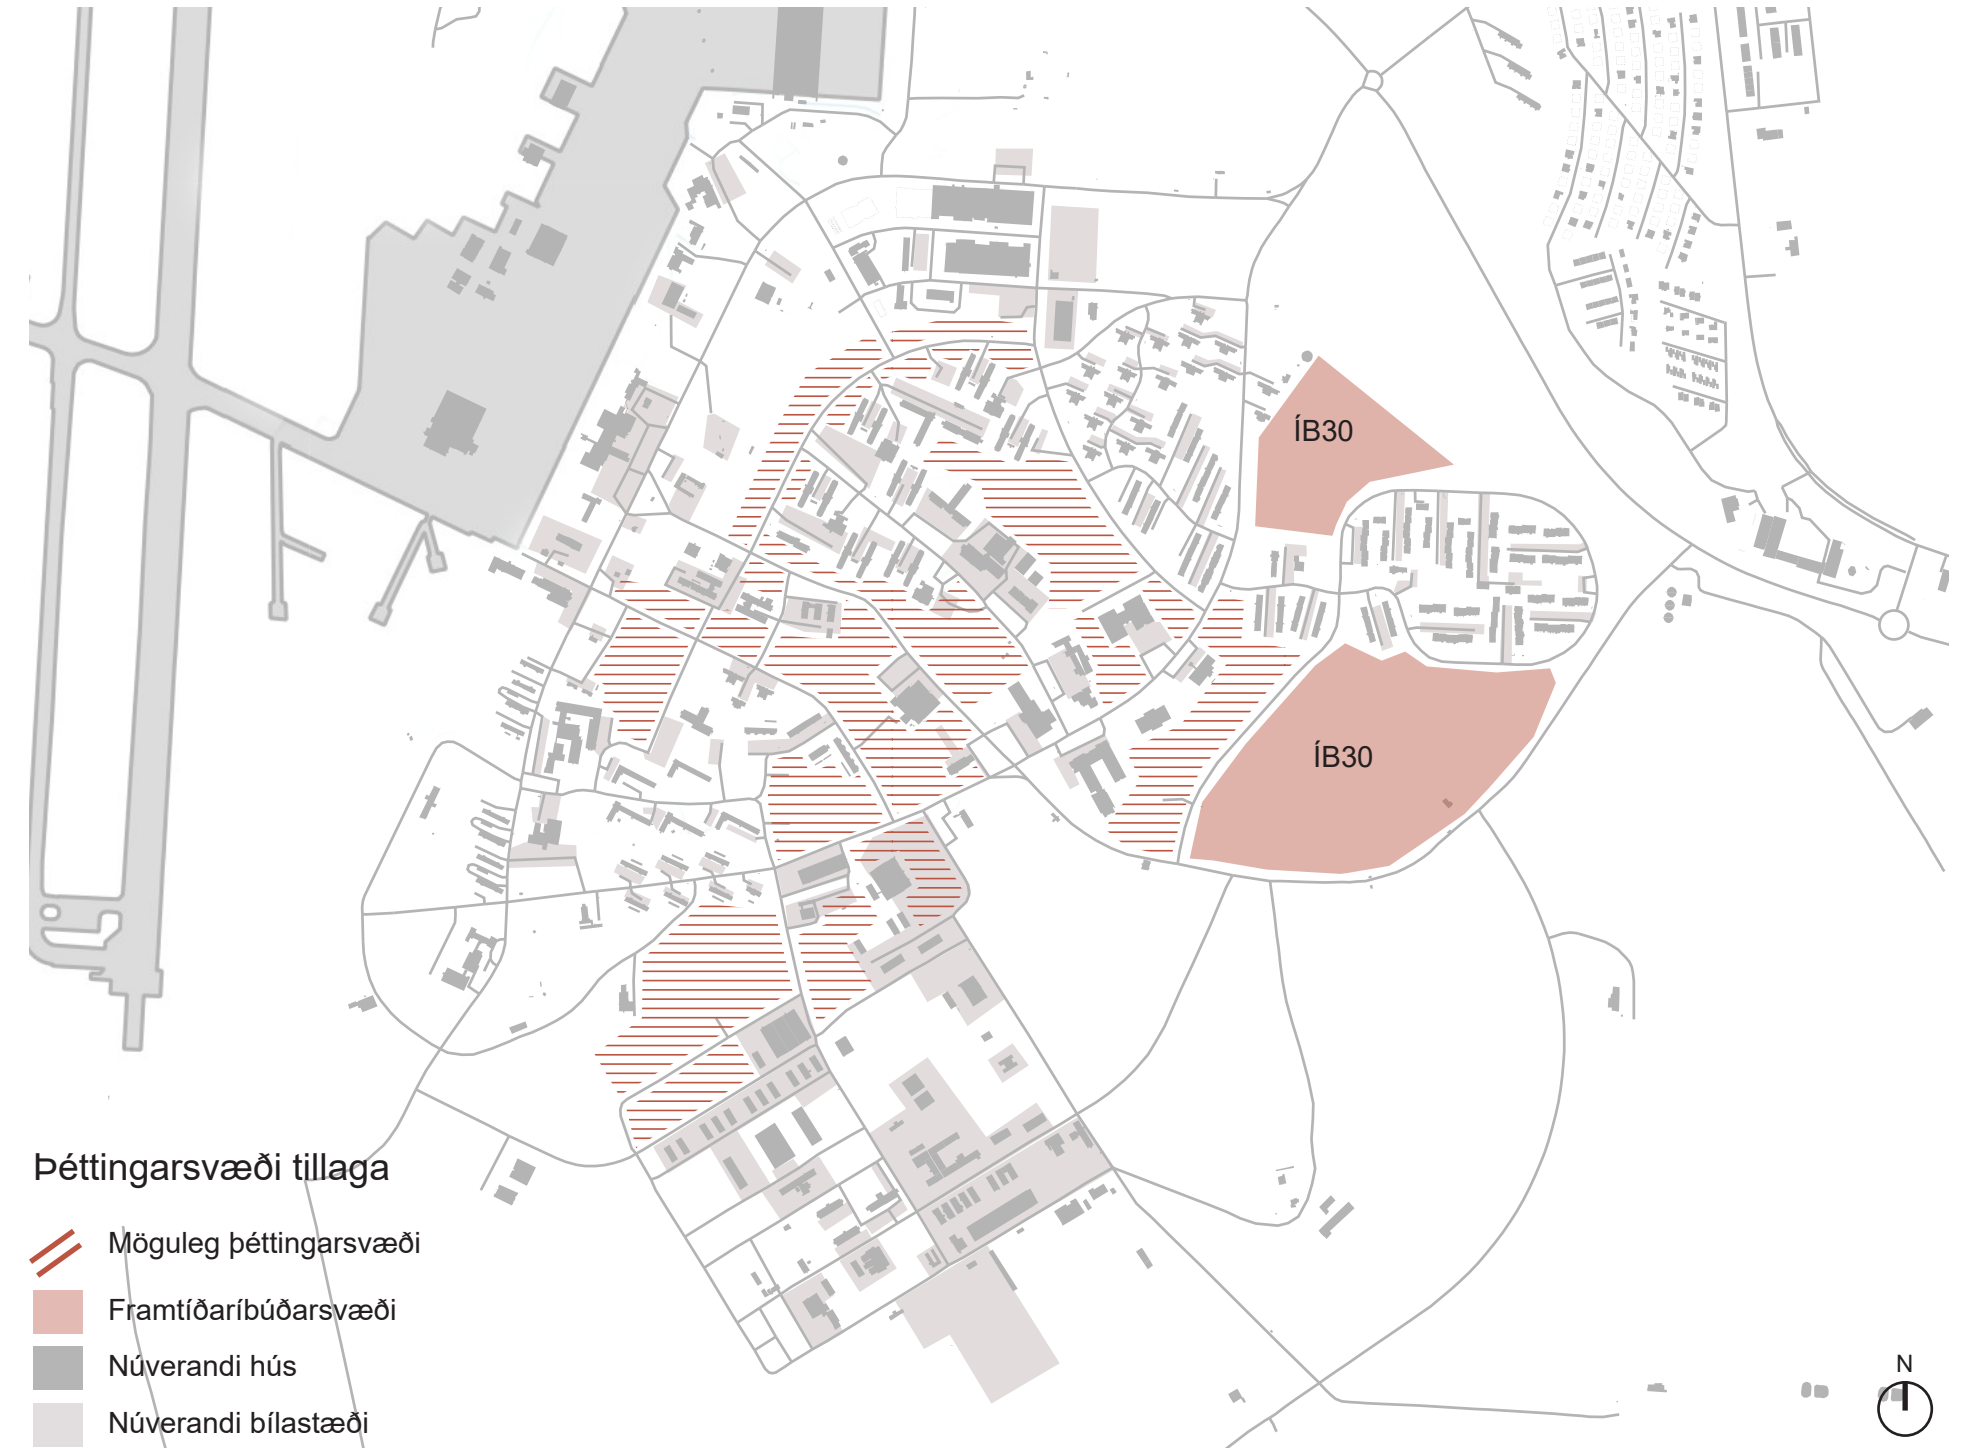 ÍB30
ÍB30
Þéttingarsvæði tillaga
Möguleg þéttingarsvæði
Framtíðaríbúðarsvæði
Núverandi hús
Núverandi bílastæði
N